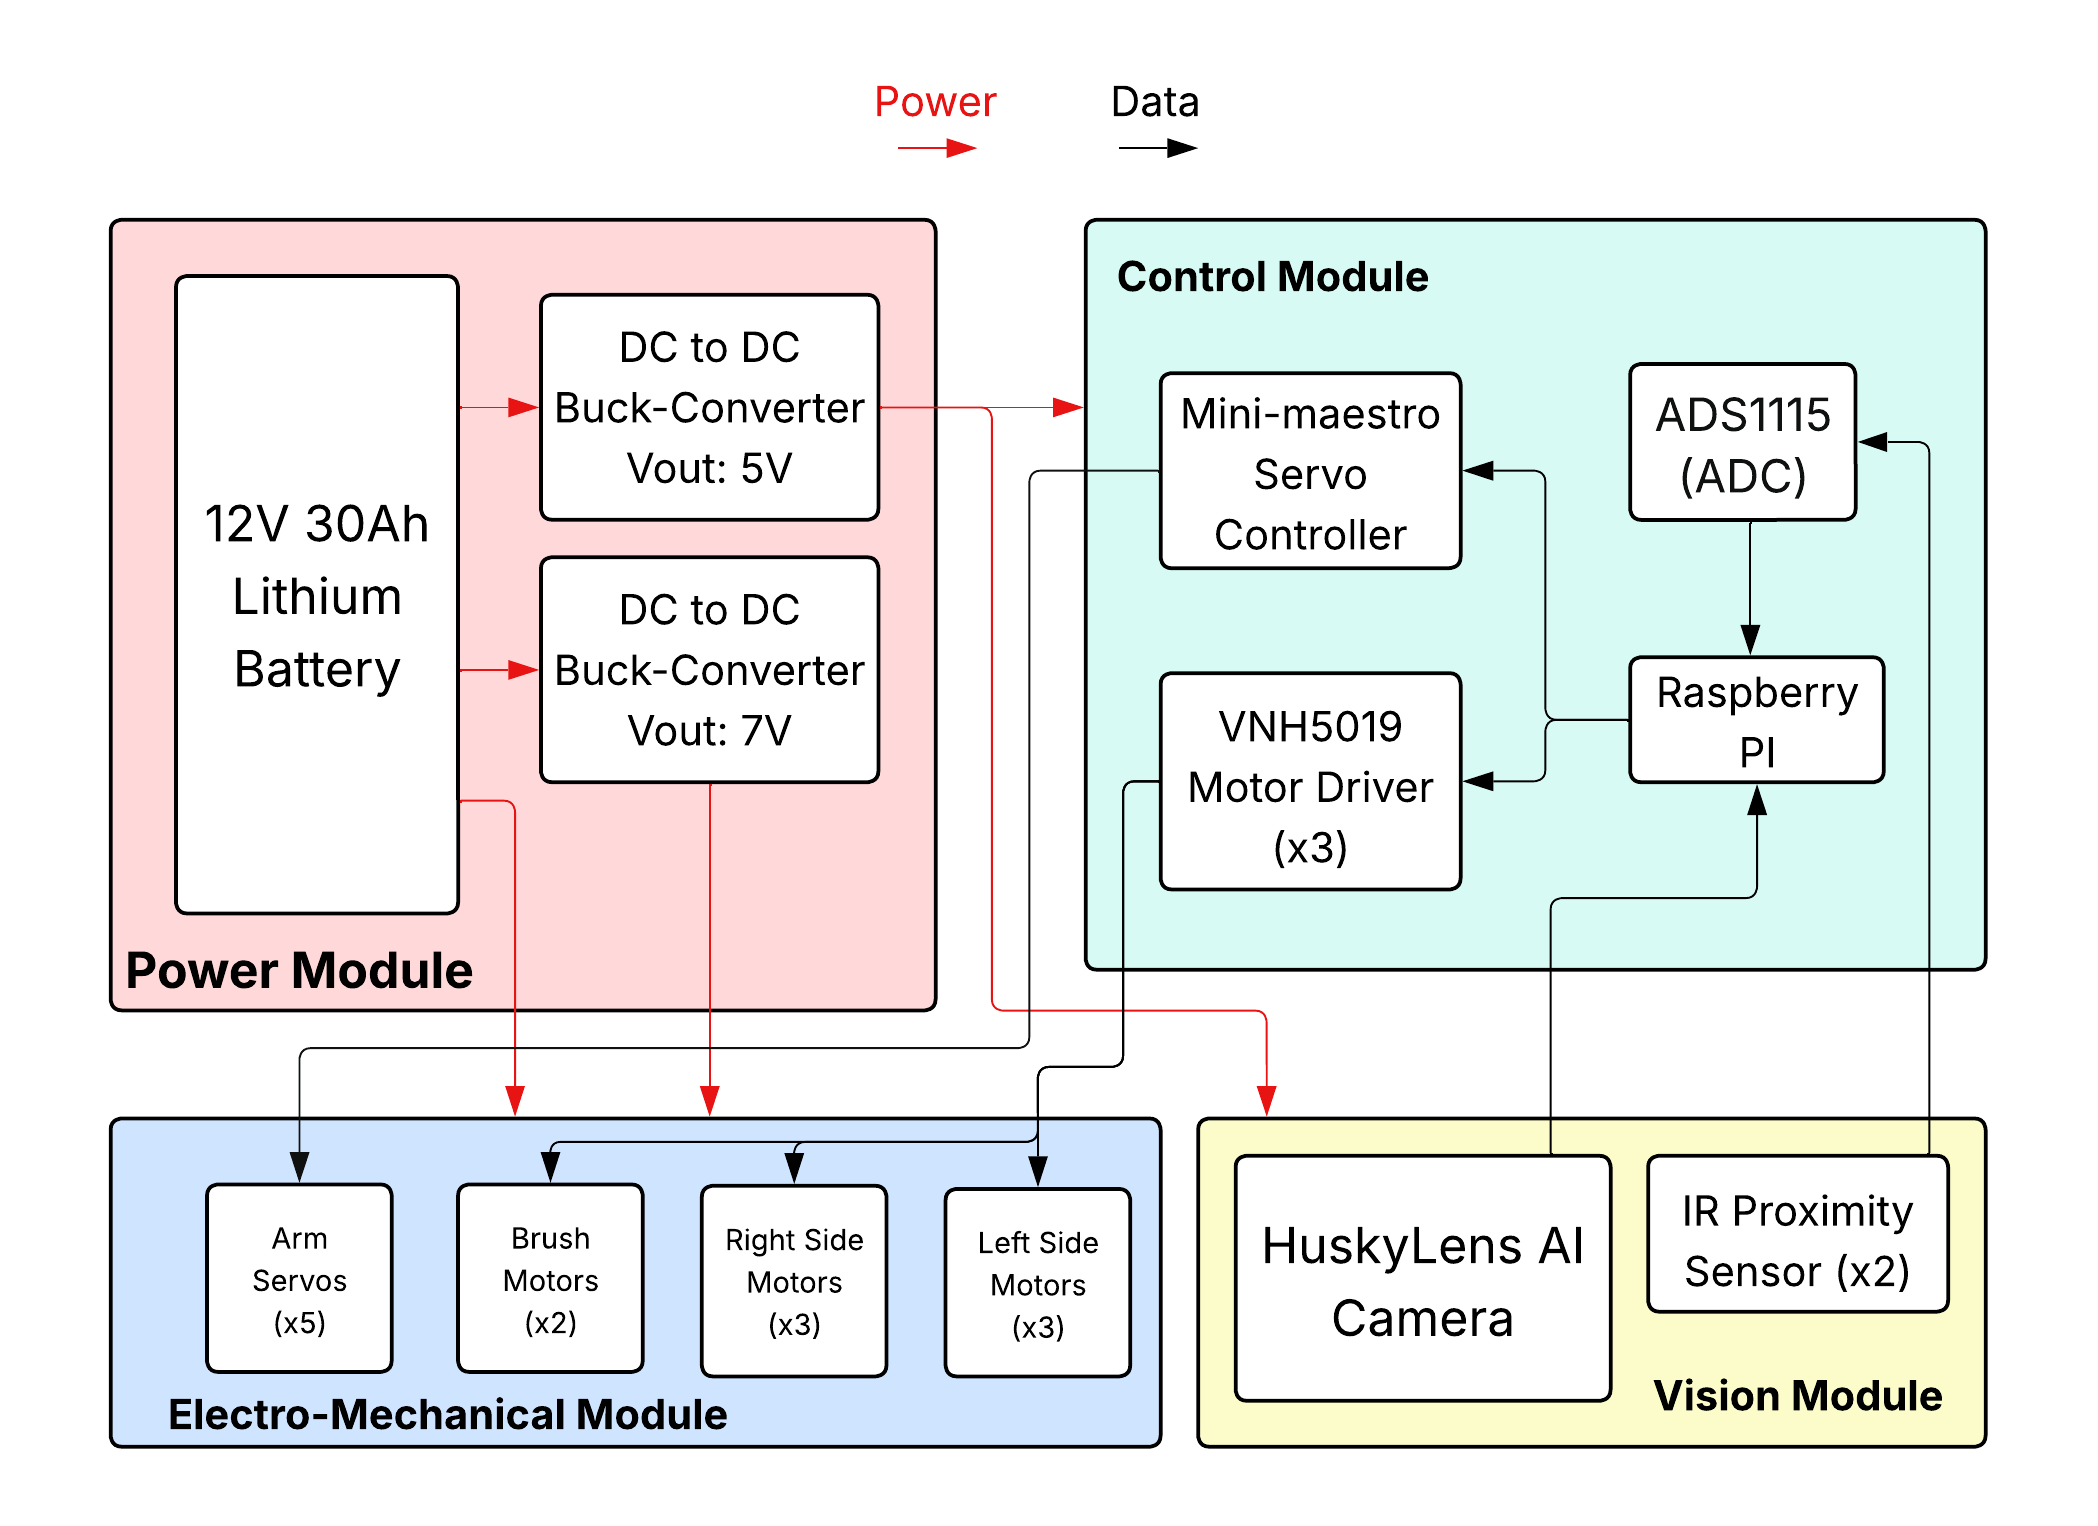 Power
Data
12V 30Ah
Lithium
Battery
DC to DC
Buck-Converter
Vout: 5V
DC to DC
Buck-Converter
Vout: 7V
Power Module
Control Module
Mini-maestro
Servo
Controller
ADS1115
(ADC)
VNH5019
Motor Driver
(x3)
Raspberry
PI
Arm
Servos
(x5)
Brush
Motors
(x2)
Right Side
Motors
(x3)
Left Side
Motors
(x3)
Electro-Mechanical Module
HuskyLens AI
Camera
IR Proximity
Sensor (x2)
Vision Module